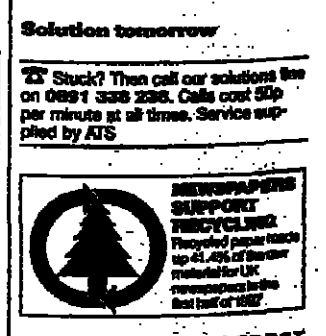 Solution tomorrow
☎ Stuck? Then call our solutions line
on 0891 338 238. Calls cost 50p
per minute at all times. Service sup-
plied by ATS
NEWSPAPERS
SUPPORT
RECYCLING
Recycled paper made
up 41.4% of the raw
material for UK
newspapers in the
first half of 1997